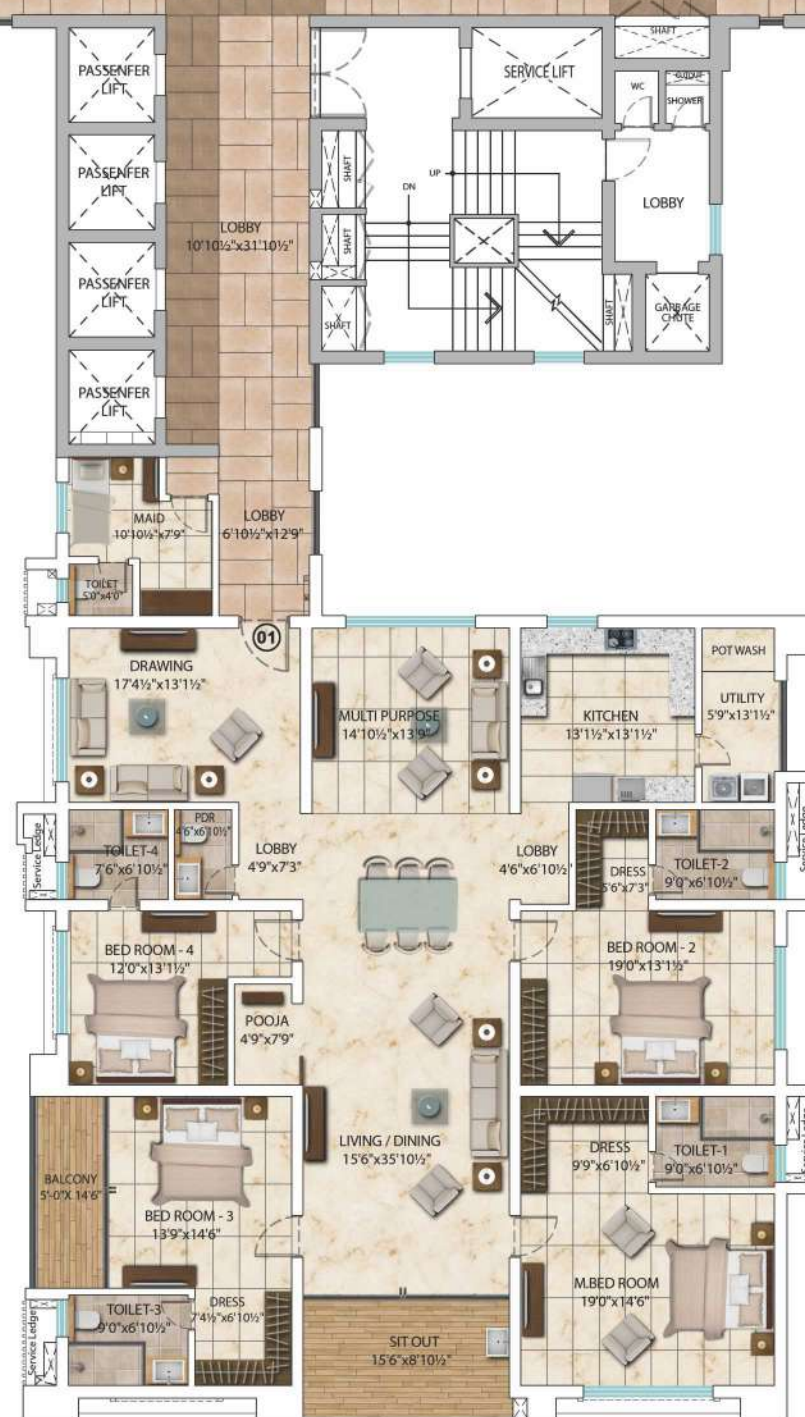 SHAFT
PASSENFER
LIFT
SERVICE LIFT
WC
CUTOUT
SHOWER
PASSENFER
LIFT
SHAFT
UP
DN
LOBBY
LOBBY
10'10½"x31'10½"
SHAFT
PASSENFER
LIFT
SHAFT
SHAFT
GARBAGE
CHUTE
PASSENFER
LIFT
MAID
10'10½"x7'9"
LOBBY
6'10½"x12'9"
TOILET
5'0"x4'0"
01
DRAWING
17'4½"x13'1½"
MULTI PURPOSE
14'10½"x13'9"
KITCHEN
13'1½"x13'1½"
POT WASH
UTILITY
5'9"x13'1½"
Service Ledge
TOILET-4
7'6"x6'10½"
PDR
4'6"x6'10½"
LOBBY
4'9"x7'3"
LOBBY
4'6"x6'10½"
DRESS
5'6"x7'3"
TOILET-2
9'0"x6'10½"
Service Ledge
BED ROOM - 4
12'0"x13'1½"
BED ROOM - 2
19'0"x13'1½"
POOJA
4'9"x7'9"
BALCONY
5'-0"X 14'6"
BED ROOM - 3
13'9"x14'6"
LIVING / DINING
15'6"x35'10½"
DRESS
9'9"x6'10½"
TOILET-1
9'0"x6'10½"
Service Ledge
M.BED ROOM
19'0"x14'6"
Service Ledge
TOILET-3
9'0"x6'10½"
DRESS
7'4½"x6'10½"
SIT OUT
15'6"x8'10½"